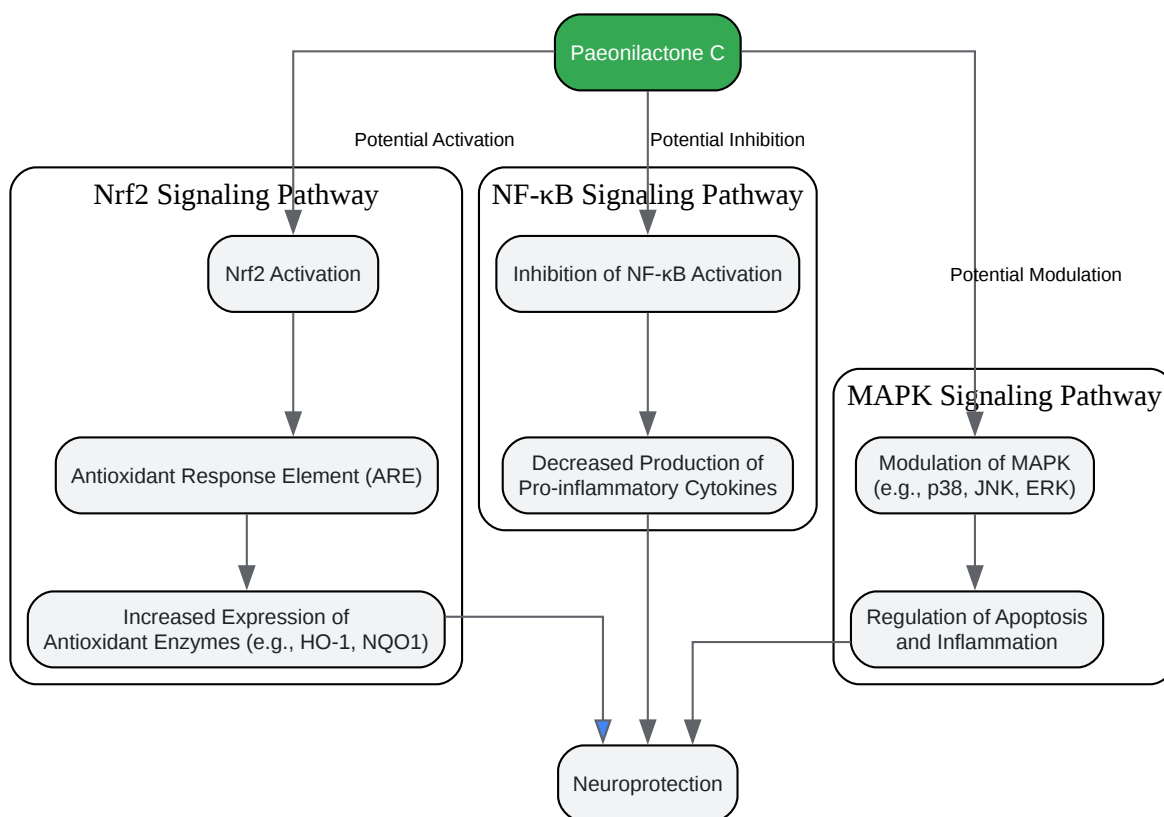 Paeonilactone C
Potential Activation
Potential Inhibition
Nrf2 Signaling Pathway
NF-κB Signaling Pathway
Nrf2 Activation
Inhibition of NF-κB Activation
Potential Modulation
MAPK Signaling Pathway
Antioxidant Response Element (ARE)
Decreased Production of
Pro-inflammatory Cytokines
Modulation of MAPK
(e.g., p38, JNK, ERK)
Increased Expression of
Antioxidant Enzymes (e.g., HO-1, NQO1)
Regulation of Apoptosis
and Inflammation
Neuroprotection